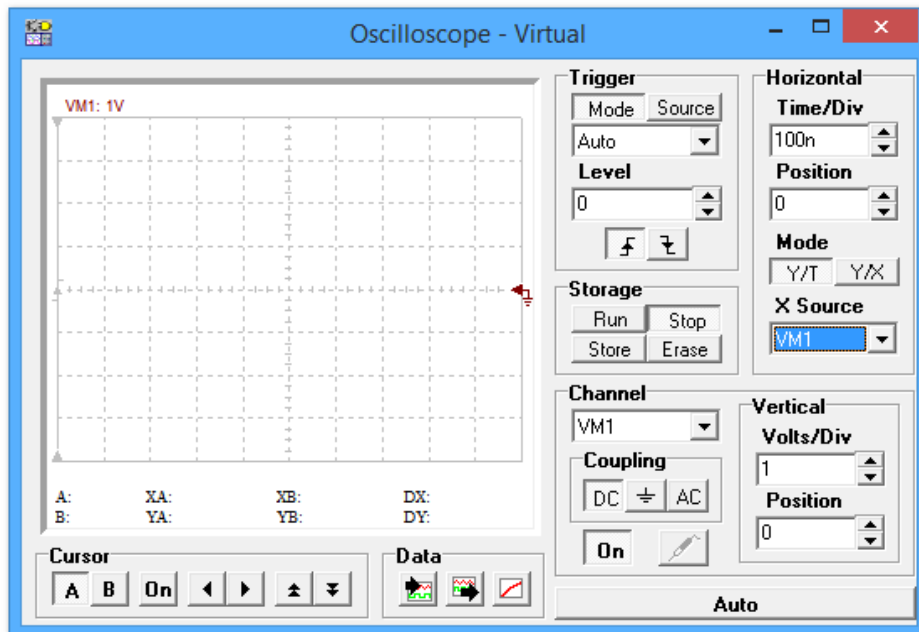 Oscilloscope - Virtual
VM1: 1V
A: XA: XB: DX:
B: YA: YB: DY:
Cursor
A B On
Data
Trigger
Mode Source
Auto
Level
0
Storage
Run Stop
Store Erase
Horizontal
Time/Div
100n
Position
0
Mode
Y/T Y/X
X Source
VM1
Channel
VM1
Coupling
DC AC
On
Vertical
Volts/Div
1
Position
0
Auto